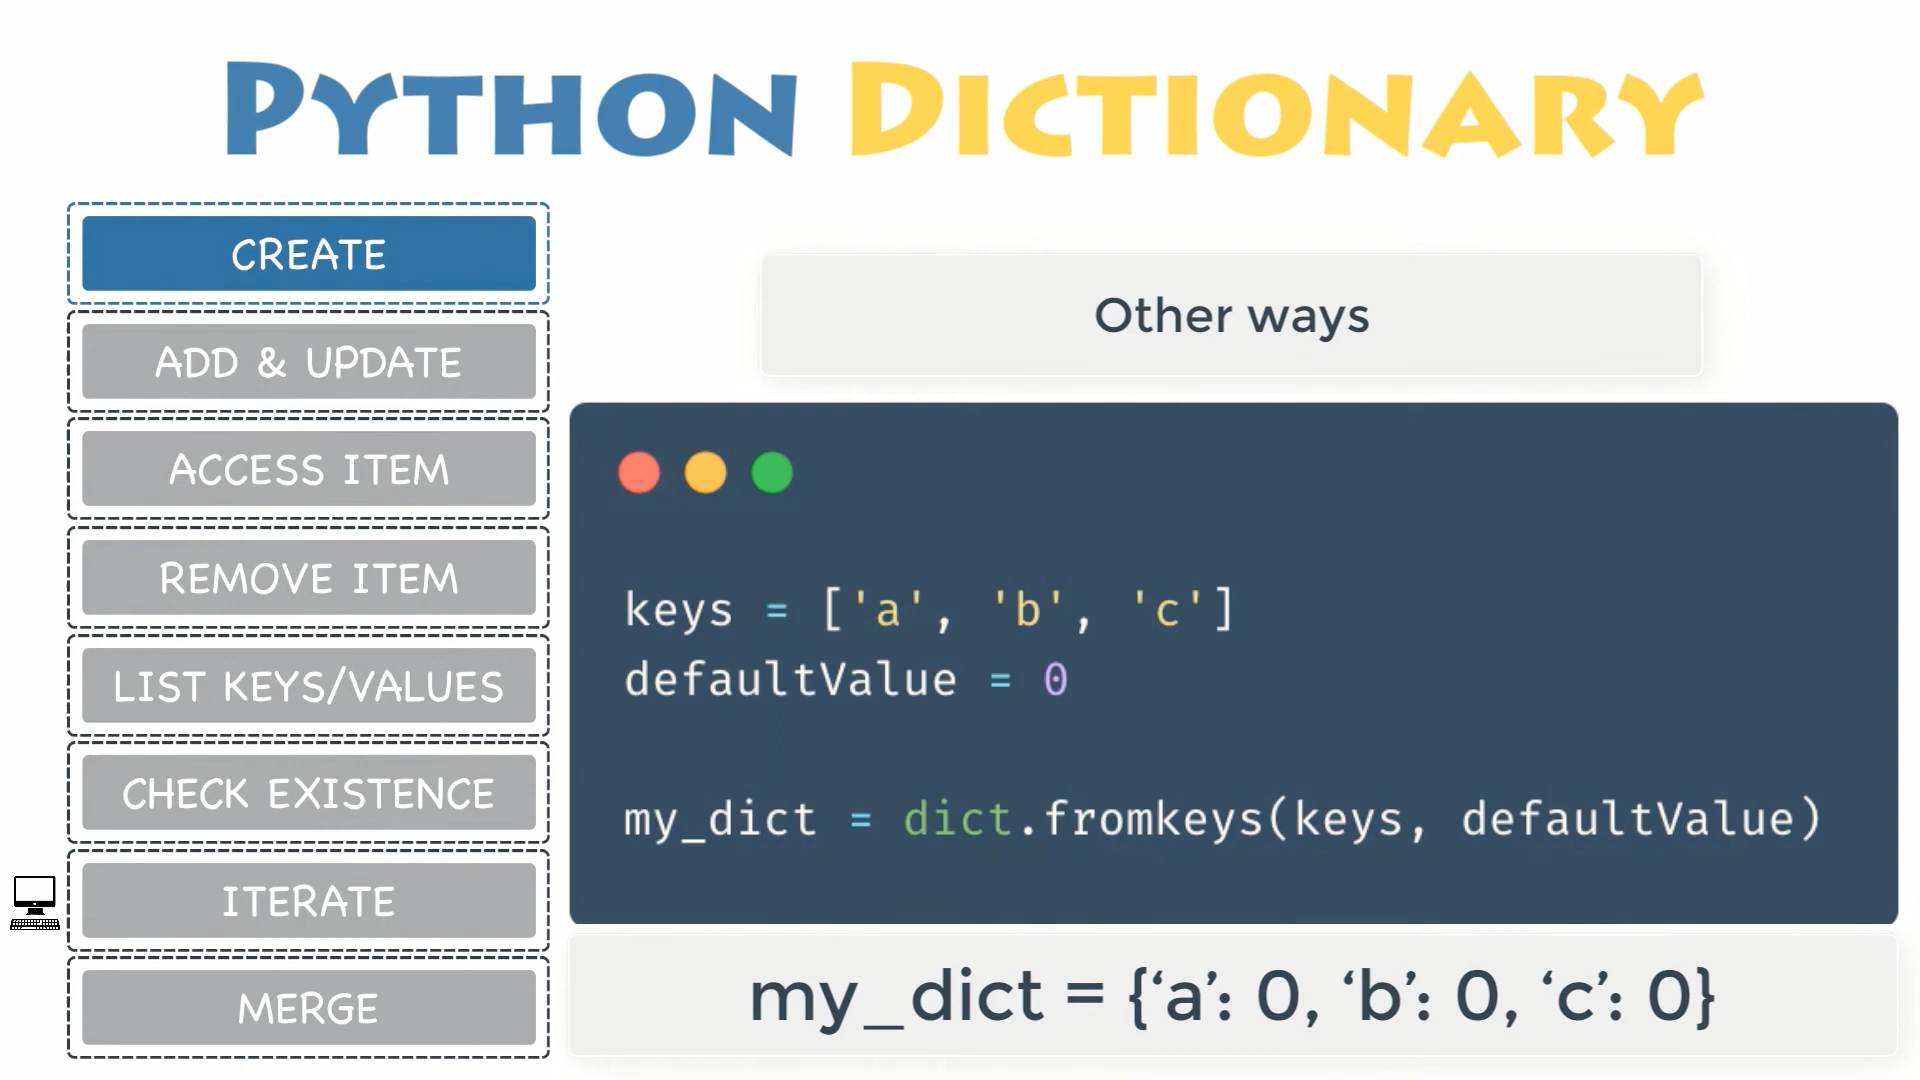 PYTHON DICTIONARY
CREATE
ADD & UPDATE
ACCESS ITEM
REMOVE ITEM
LIST KEYS/VALUES
CHECK EXISTENCE
ITERATE
MERGE
Other ways
keys = ['a', 'b', 'c']
defaultValue = 0
my_dict = dict.fromkeys(keys, defaultValue)
my_dict = {‘a’: 0, ‘b’: 0, ‘c’: 0}